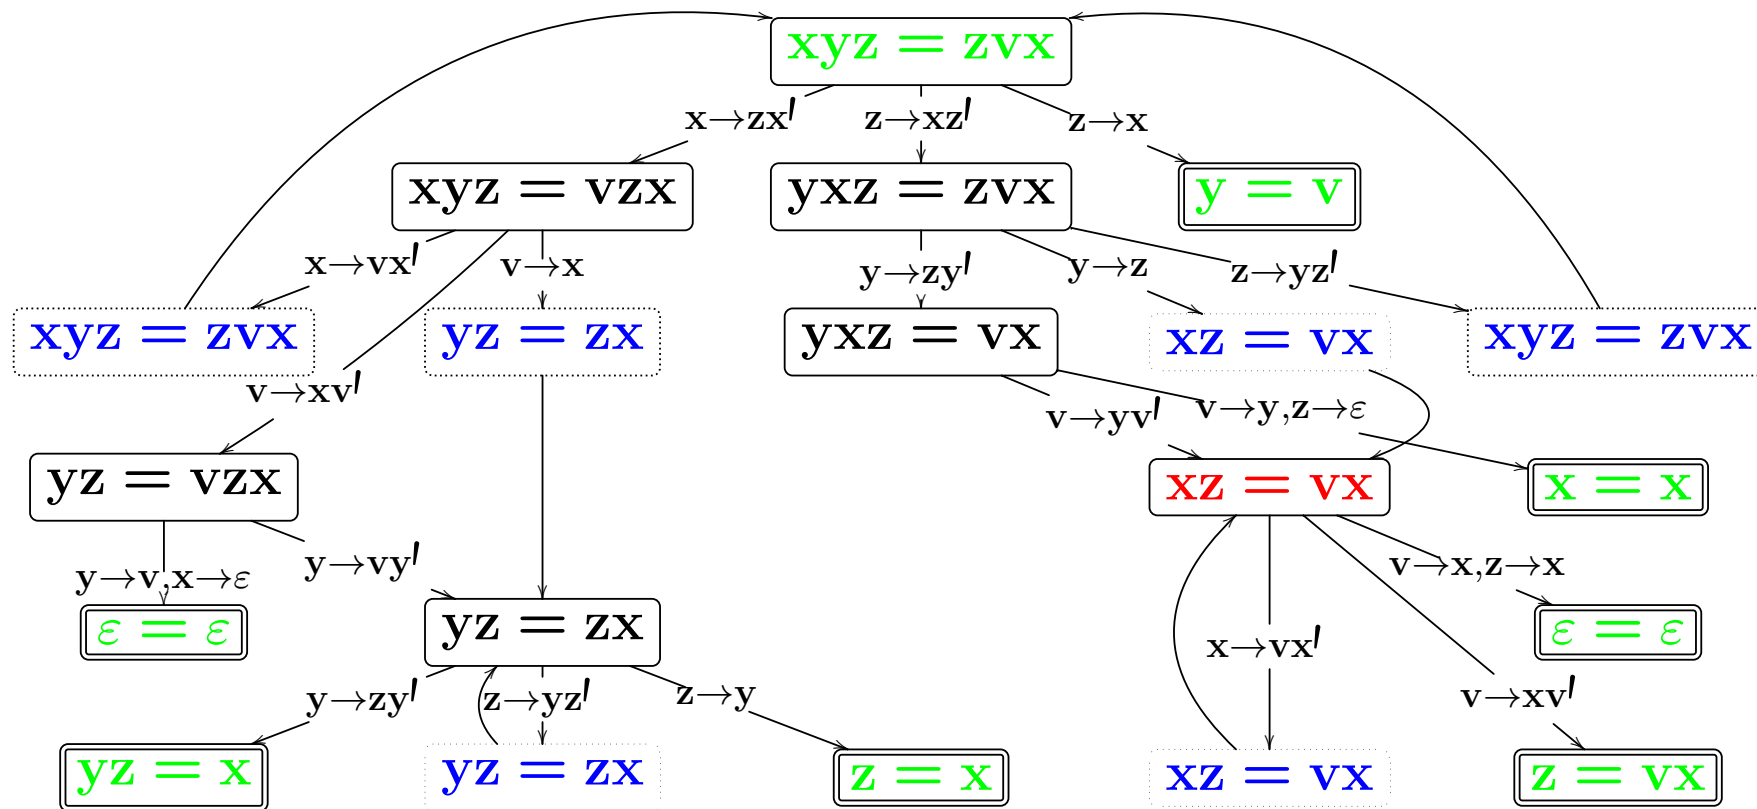 xyz = zvx
x→zx′
z→xz′
z→x
xyz = vzx
yxz = zvx
y = v
x→vx′
v→x
y→zy′
y→z
z→yz′
xyz = zvx
yz = zx
yxz = vx
xz = vx
xyz = zvx
v→xv′
v→yv′
v→y,z→ε
yz = vzx
xz = vx
x = x
y→v,x→ε
y→vy′
v→x,z→x
ε = ε
yz = zx
x→vx′
ε = ε
y→zy′
z→yz′
z→y
v→xv′
yz = x
yz = zx
z = x
xz = vx
z = vx